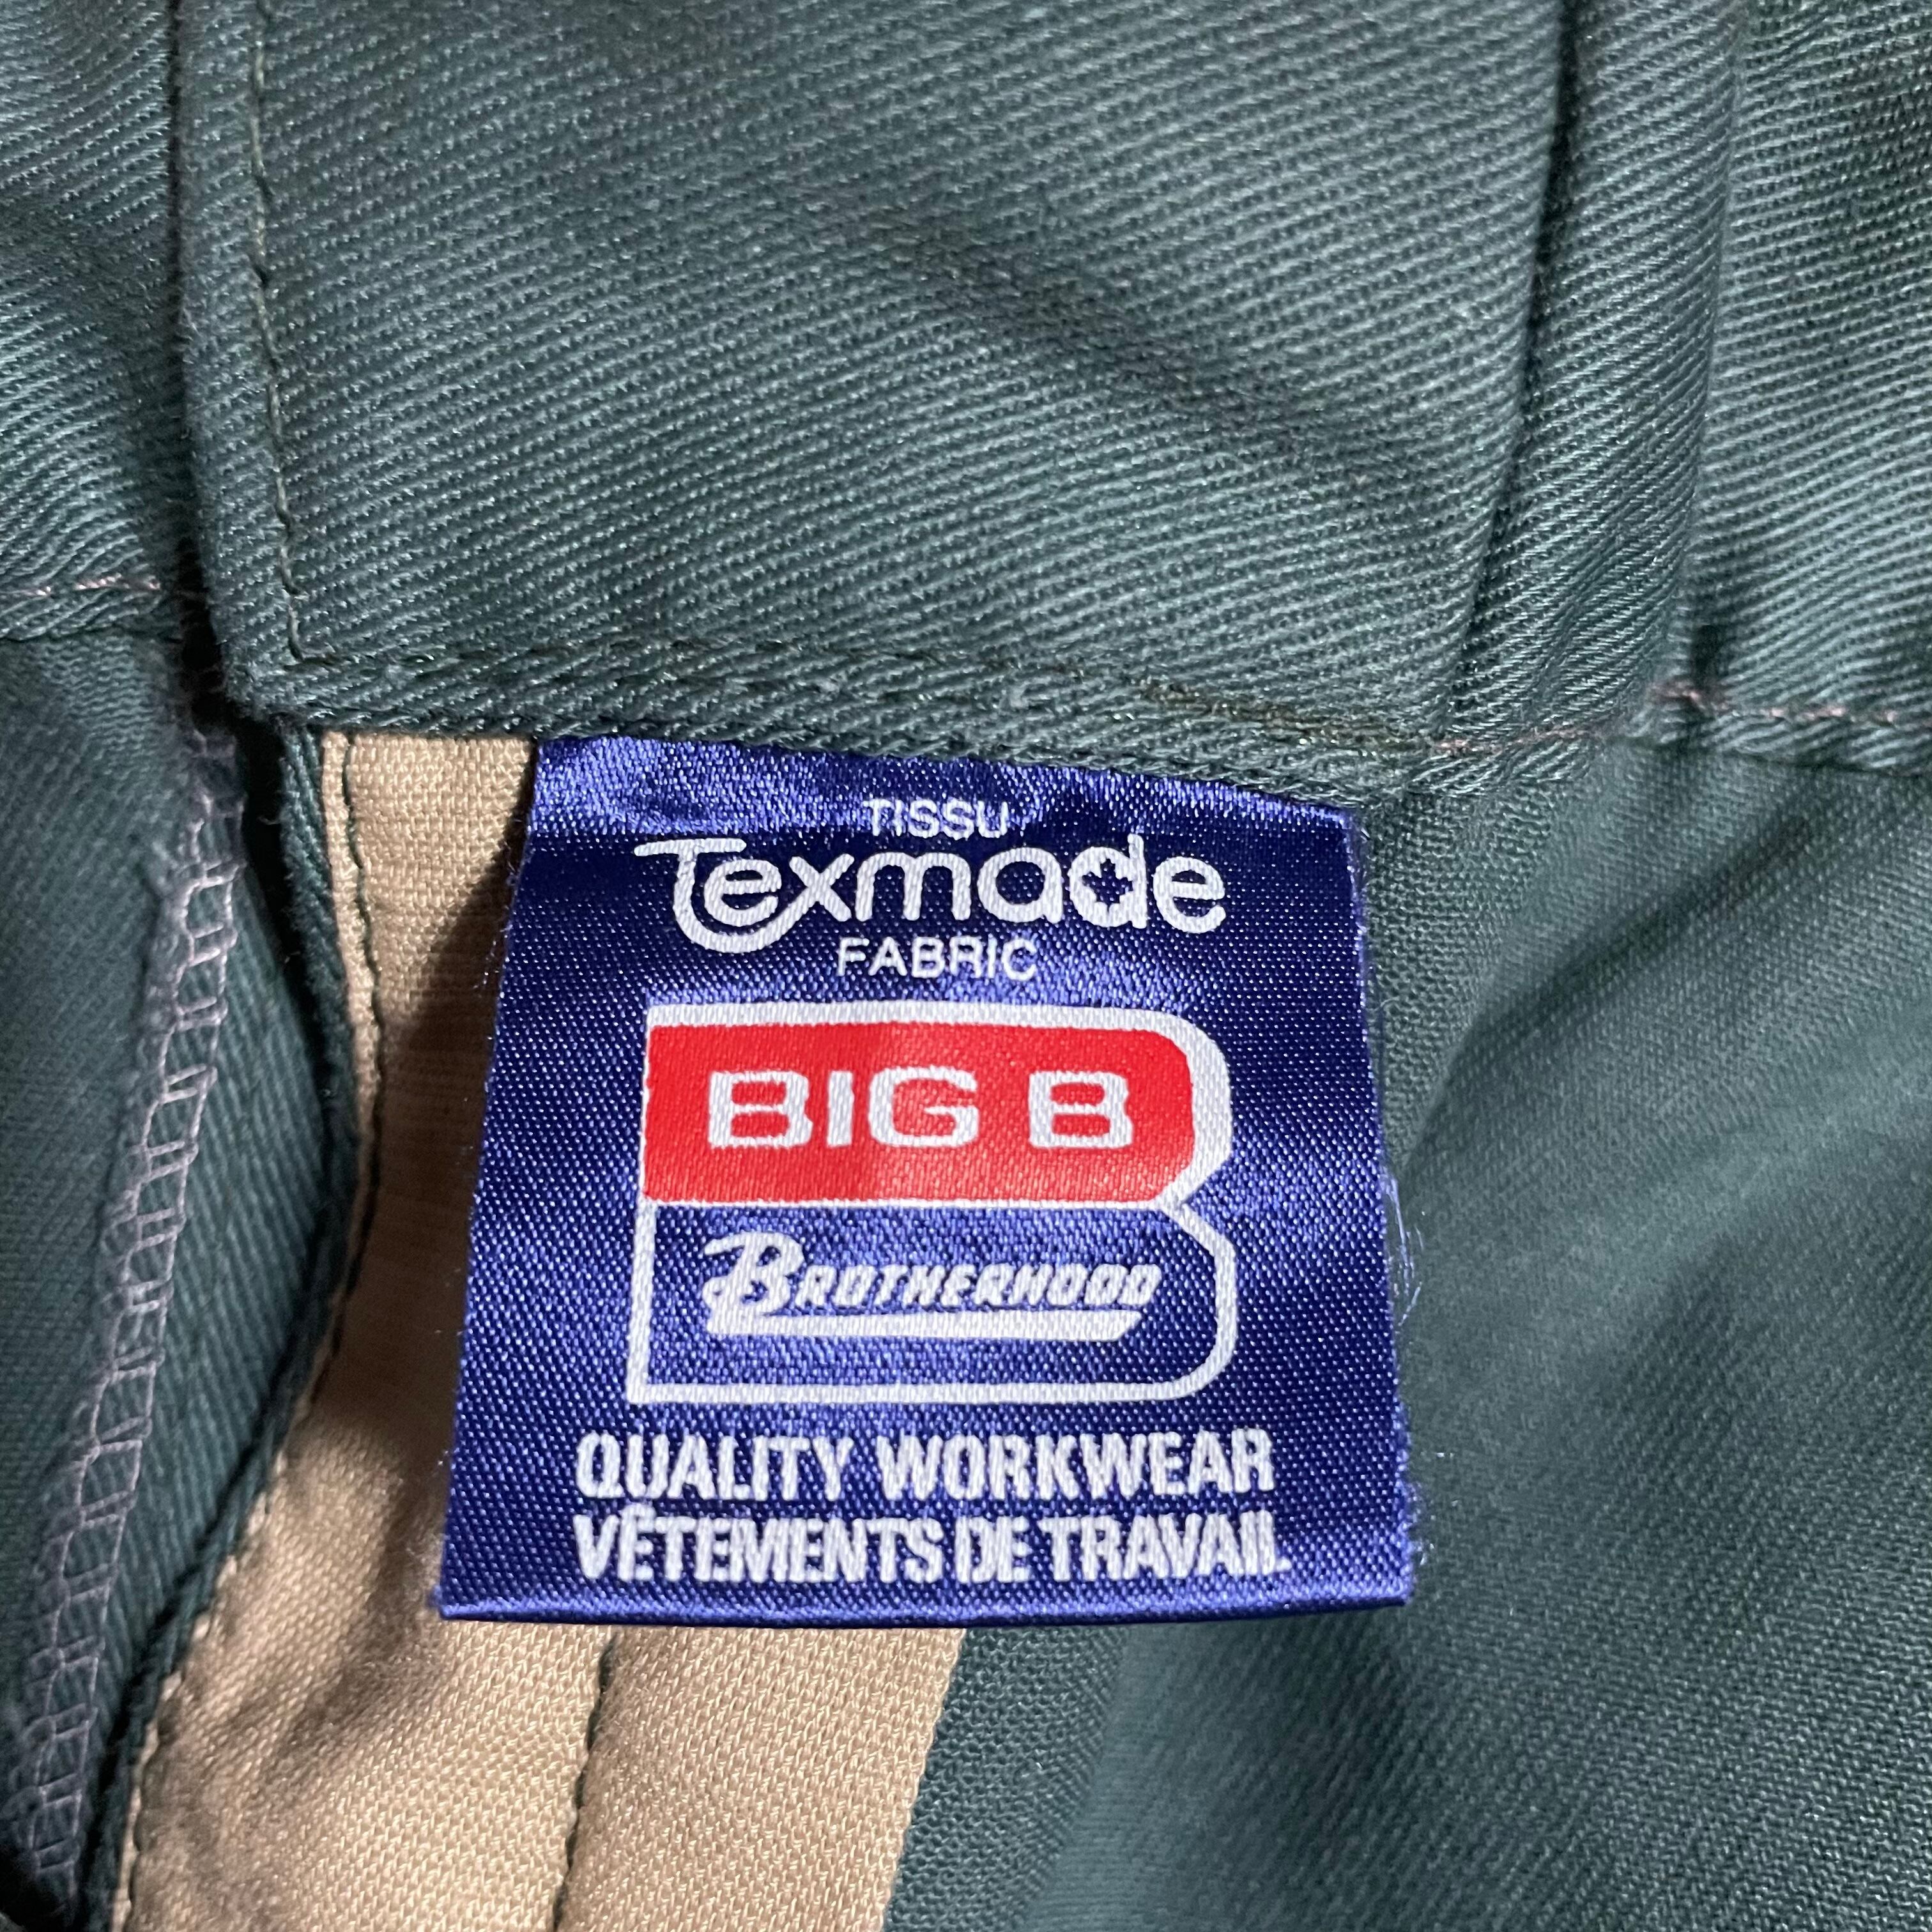 TISSU
Texmade
FABRIC
BIG B
BROTHERHOOD
QUALITY WORKWEAR
VÊTEMENTS DE TRAVAIL